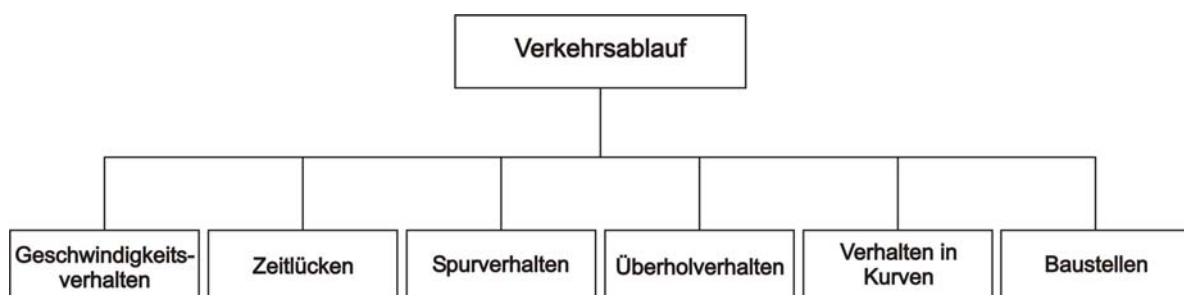 Verkehrsablauf
Geschwindigkeits-
verhalten
Zeitlücken
Spurverhalten
Überholverhalten
Verhalten in
Kurven
Baustellen